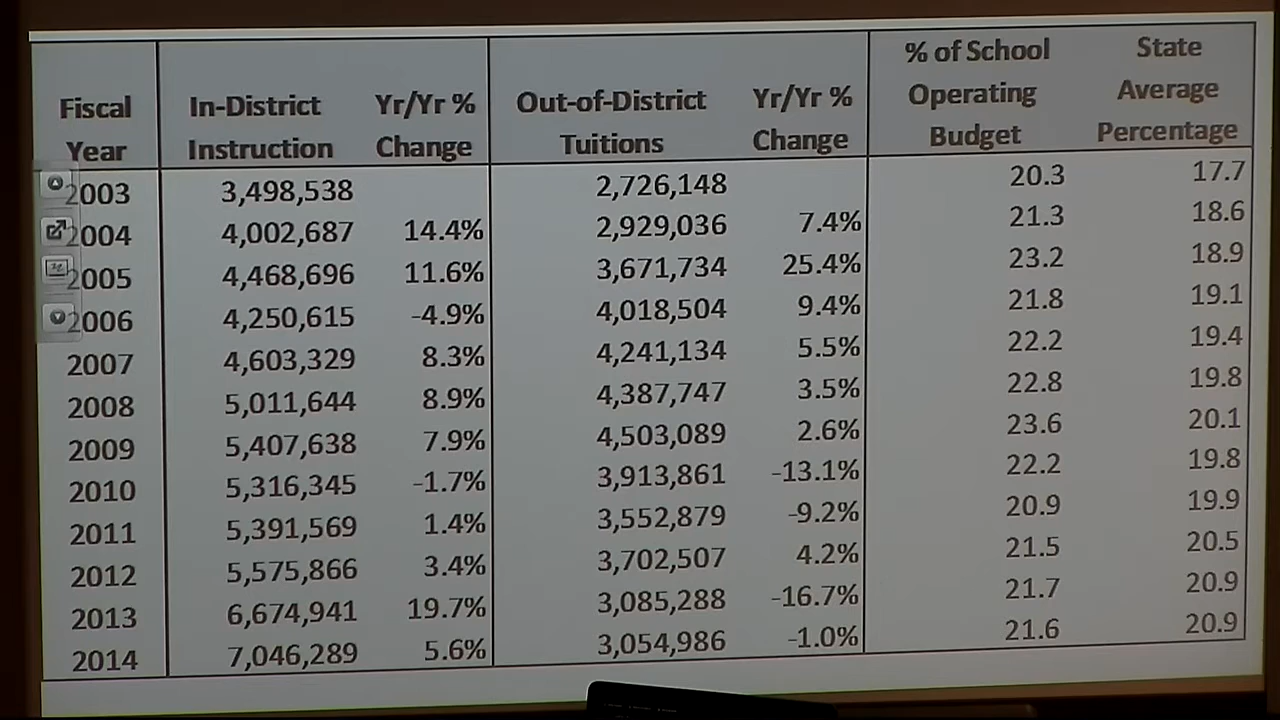 Fiscal Year In-District Instruction Yr/Yr % Change Out-of-District Tuitions Yr/Yr % Change % of School Operating Budget State Average Percentage
2003 3,498,538 2,726,148 20.3 17.7
2004 4,002,687 14.4% 2,929,036 7.4% 21.3 18.6
2005 4,468,696 11.6% 3,671,734 25.4% 23.2 18.9
2006 4,250,615 -4.9% 4,018,504 9.4% 21.8 19.1
2007 4,603,329 8.3% 4,241,134 5.5% 22.2 19.4
2008 5,011,644 8.9% 4,387,747 3.5% 22.8 19.8
2009 5,407,638 7.9% 4,503,089 2.6% 23.6 20.1
2010 5,316,345 -1.7% 3,913,861 -13.1% 22.2 19.8
2011 5,391,569 1.4% 3,552,879 -9.2% 20.9 19.9
2012 5,575,866 3.4% 3,702,507 4.2% 21.5 20.5
2013 6,674,941 19.7% 3,085,288 -16.7% 21.7 20.9
2014 7,046,289 5.6% 3,054,986 -1.0% 21.6 20.9